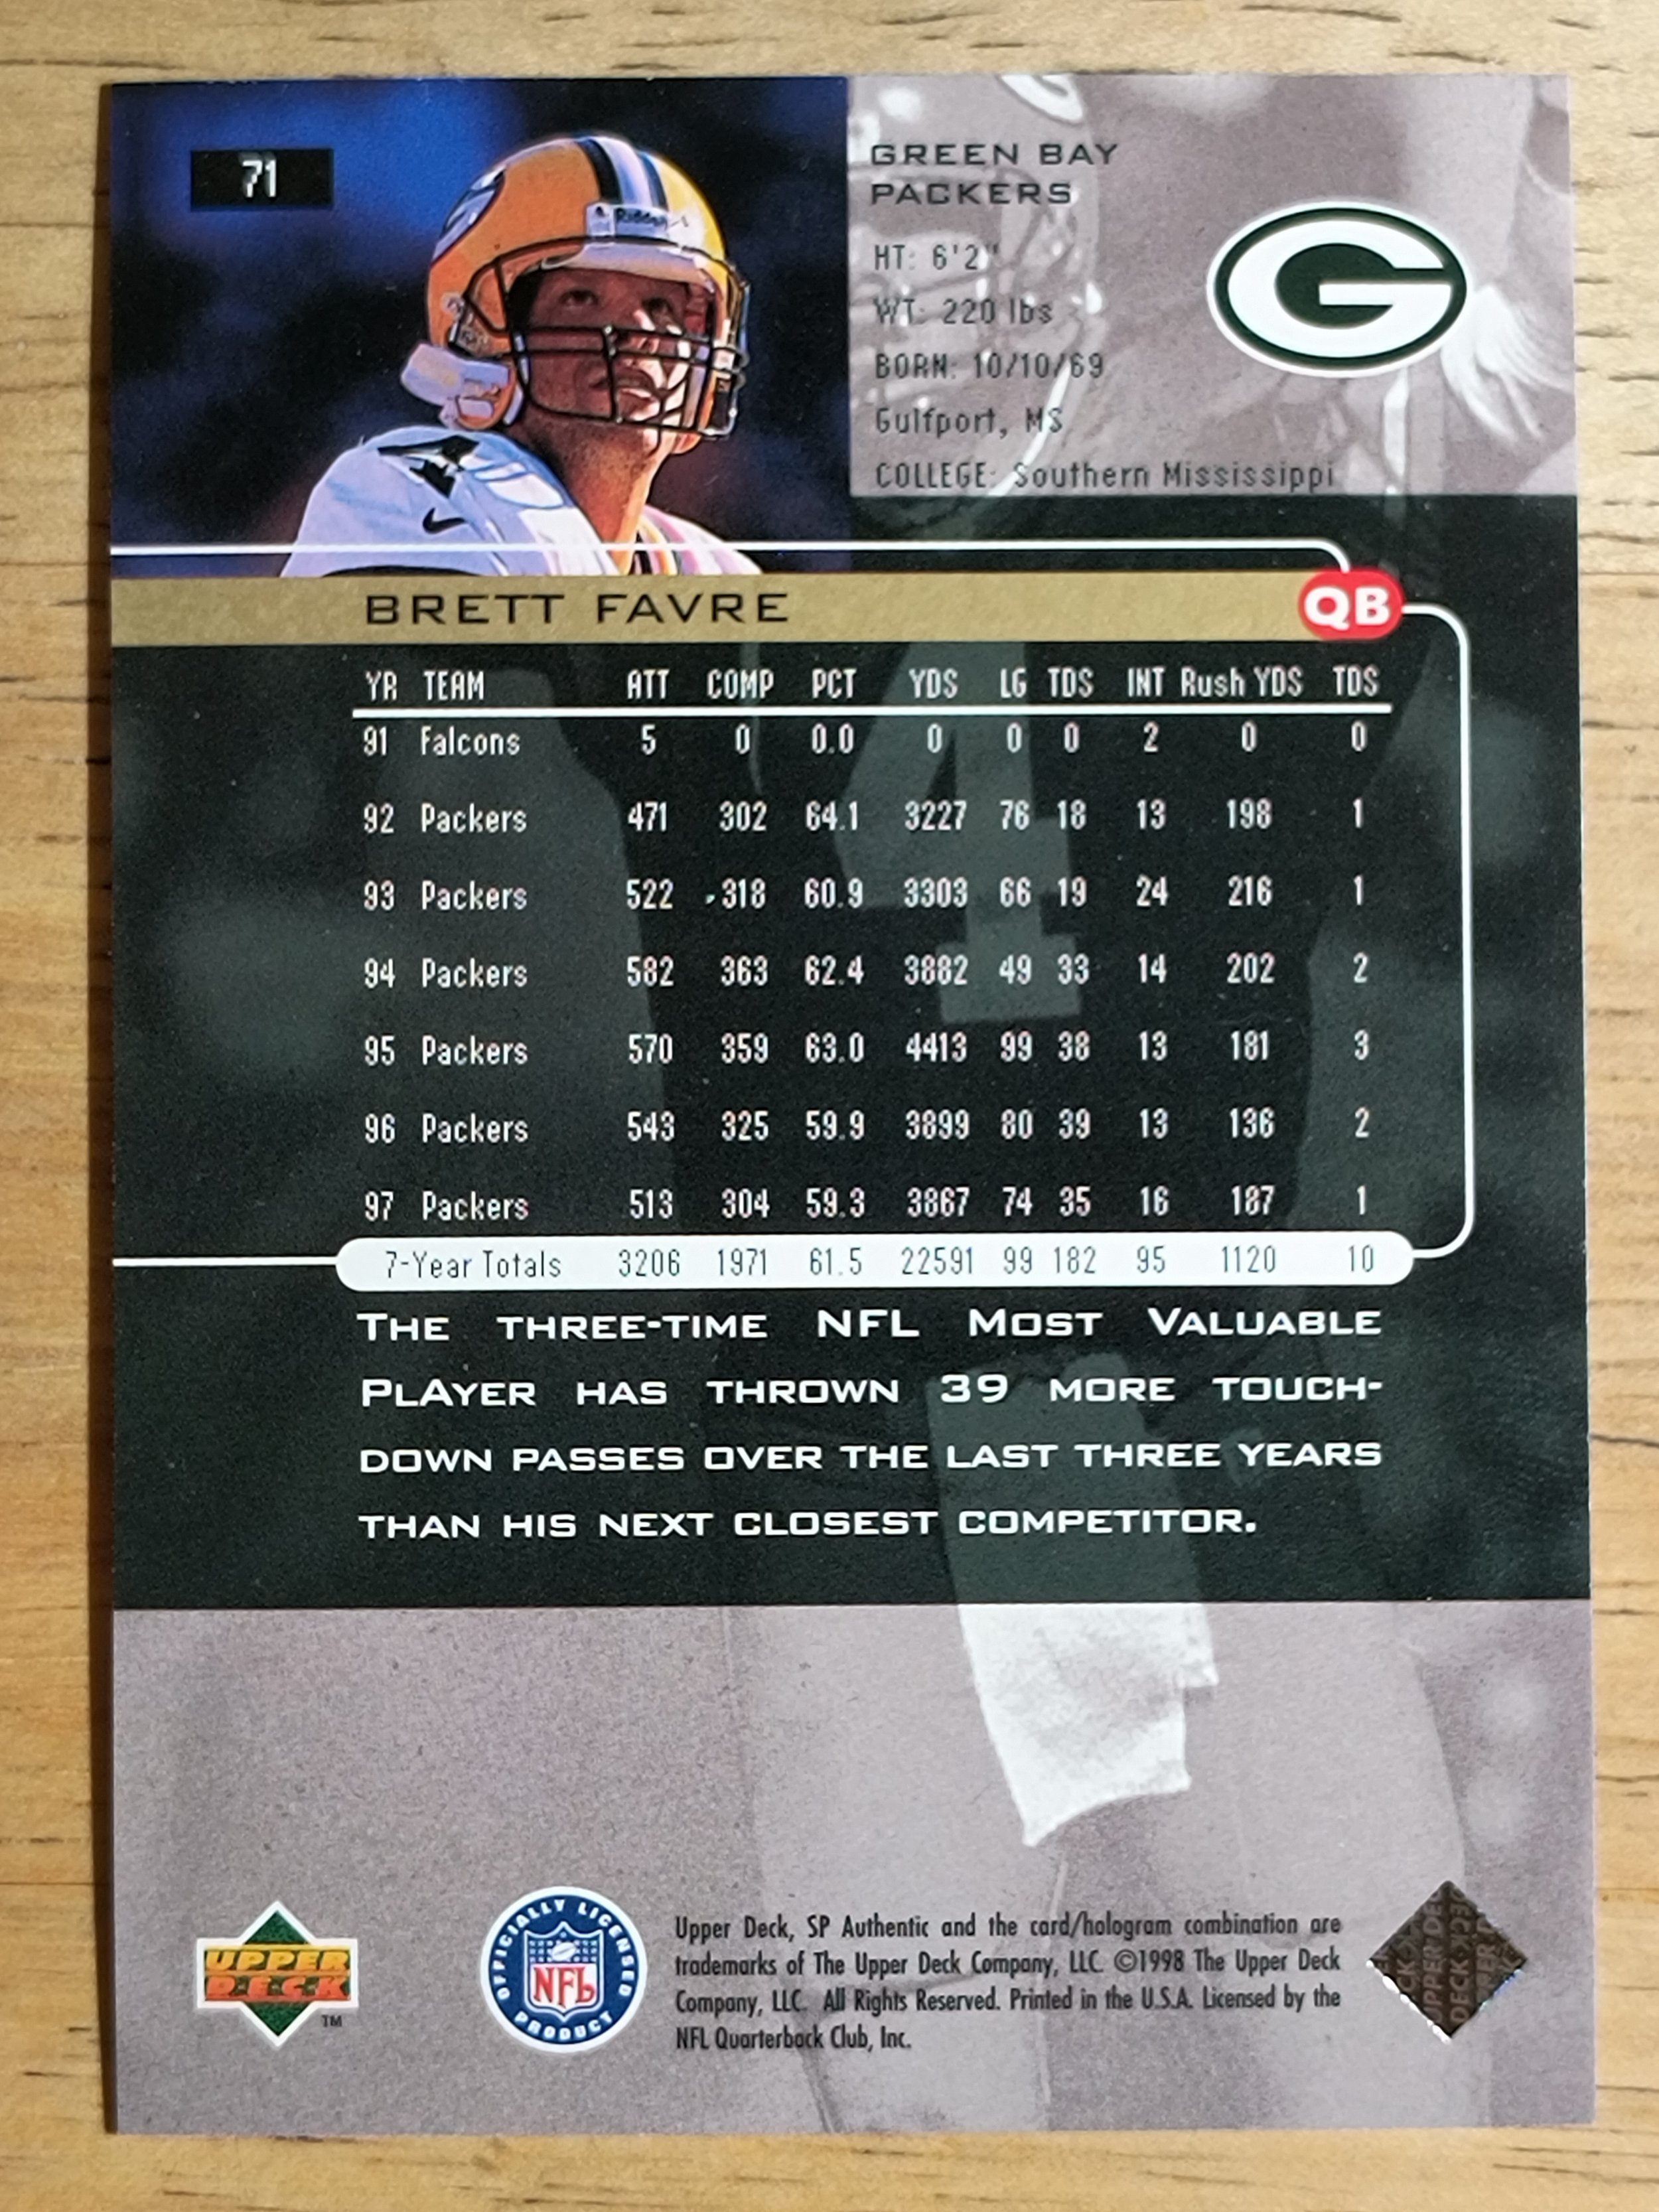 71
Riddell
4
GREEN BAY
PACKERS
HT: 6'2"
WT: 220 lbs
BORN: 10/10/69
Gulfport, MS
COLLEGE: Southern Mississippi
G
BRETT FAVRE
QB
YR TEAM ATT COMP PCT YDS LG TDS INT Rush YDS TDS
91 Falcons 5 0 0.0 0 0 0 2 0 0
92 Packers 471 302 64.1 3227 76 18 13 198 1
93 Packers 522 318 60.9 3303 66 19 24 216 1
94 Packers 582 363 62.4 3882 49 33 14 202 2
95 Packers 570 359 63.0 4413 99 38 13 181 3
96 Packers 543 325 59.9 3899 80 39 13 136 2
97 Packers 513 304 59.3 3867 74 35 16 187 1
7-Year Totals 3206 1971 61.5 22591 99 182 95 1120 10
THE THREE-TIME NFL MOST VALUABLE
PLAYER HAS THROWN 39 MORE TOUCH-
DOWN PASSES OVER THE LAST THREE YEARS
THAN HIS NEXT CLOSEST COMPETITOR.
UPPER
DECK
TM
OFFICIALLY LICENSED
NFL
PRODUCT
Upper Deck, SP Authentic and the card/hologram combination are
trademarks of The Upper Deck Company, LLC. ©1998 The Upper Deck
Company, LLC. All Rights Reserved. Printed in the U.S.A. Licensed by the
NFL Quarterback Club, Inc.
UPPER DE
DECK